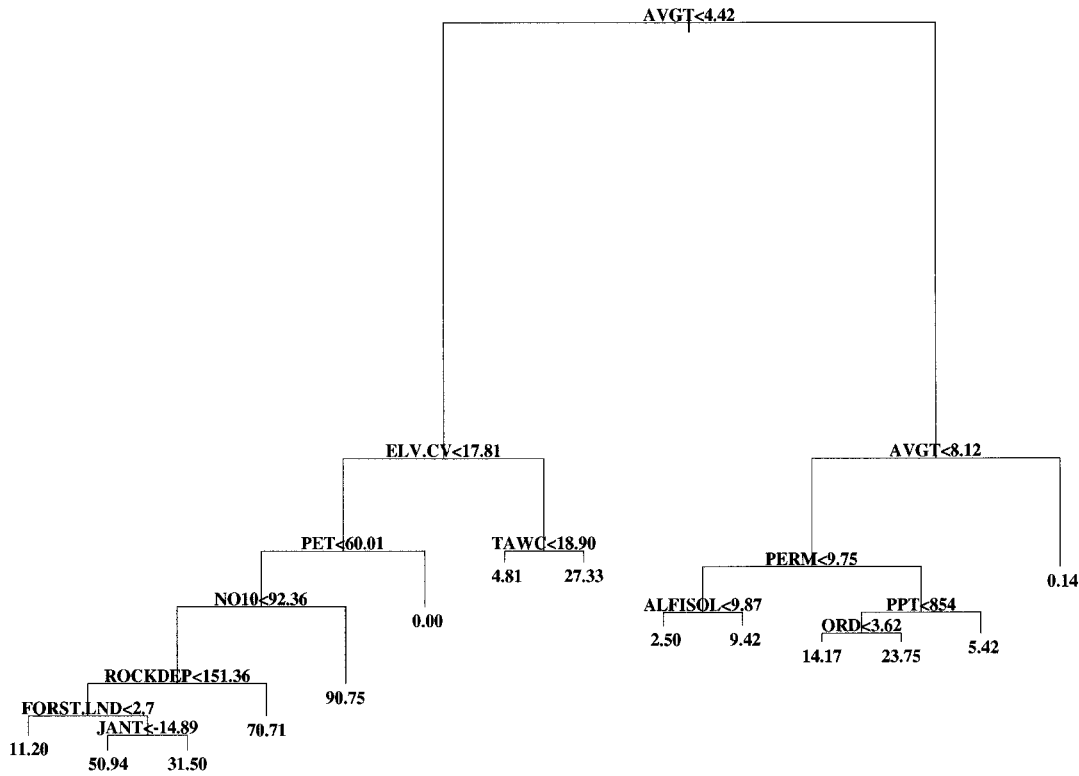 AVGT<4.42
ELV.CV<17.81
AVGT<8.12
PET<60.01
TAWC<18.90
PERM<9.75
4.81
27.33
0.14
NO10<92.36
ALFISOL<9.87
PPT<854
0.00
2.50
9.42
ORD<3.62
5.42
14.17
23.75
ROCKDEP<151.36
90.75
FORST.LND<2.7
70.71
JANT<-14.89
11.20
50.94
31.50